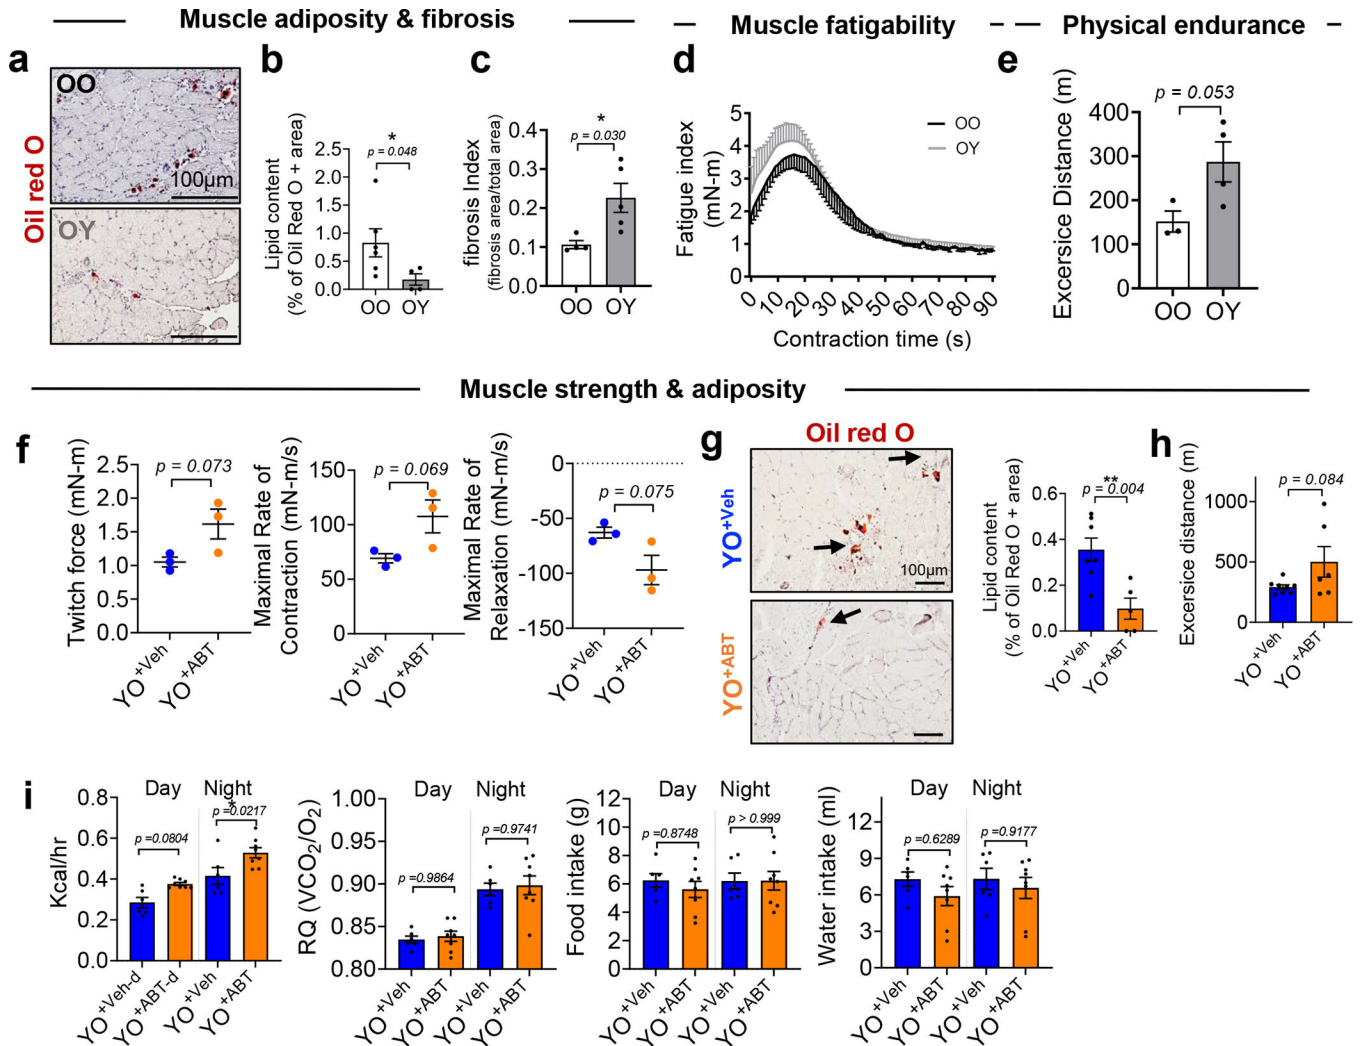 Muscle adiposity & fibrosis
Muscle fatigability
Physical endurance
a
Oil red O
OO
100µm
OY
b
Lipid content
(% of Oil Red O + area)
2.5
2.0
1.5
1.0
0.5
0.0
*
p = 0.048
OO OY
c
fibrosis Index
(fibrosis area/total area)
0.4
0.3
0.2
0.1
0.0
*
p = 0.030
OO OY
d
Fatigue index
(mN-m)
5
4
3
2
1
0
OO
OY
0 10 20 30 40 50 60 70 80 90
Contraction time (s)
e
Excersice Distance (m)
400
300
200
100
0
p = 0.053
OO OY
Muscle strength & adiposity
f
Twitch force (mN-m)
2.5
2.0
1.5
1.0
0.5
0.0
p = 0.073
YO+Veh
YO+ABT
Maximal Rate of
Contraction (mN-m/s)
150
100
50
0
p = 0.069
YO+Veh
YO+ABT
Maximal Rate of
Relaxation (mN-m/s)
0
-50
-100
-150
p = 0.075
YO+Veh
YO+ABT
g
Oil red O
YO+Veh
100µm
YO+ABT
Lipid content
(% of Oil Red O + area)
0.6
0.4
0.2
0.0
**
p = 0.004
YO+Veh
YO+ABT
h
Excersice distance (m)
1000
500
0
p = 0.084
YO+Veh
YO+ABT
i
Kcal/hr
0.8
0.6
0.4
0.2
0.0
Day Night
p =0.0804
*
p =0.0217
YO+Veh-d
YO+ABT-d
YO+Veh
YO+ABT
RQ (VCO2/O2)
1.00
0.95
0.90
0.85
0.80
Day Night
p =0.9864
p =0.9741
YO+Veh
YO+ABT
YO+Veh
YO+ABT
Food intake (g)
12
10
8
6
4
2
0
Day Night
p =0.8748
p > 0.999
YO+Veh
YO+ABT
YO+Veh
YO+ABT
Water intake (ml)
12
9
6
3
0
Day Night
p =0.6289
p =0.9177
YO+Veh
YO+ABT
YO+Veh
YO+ABT